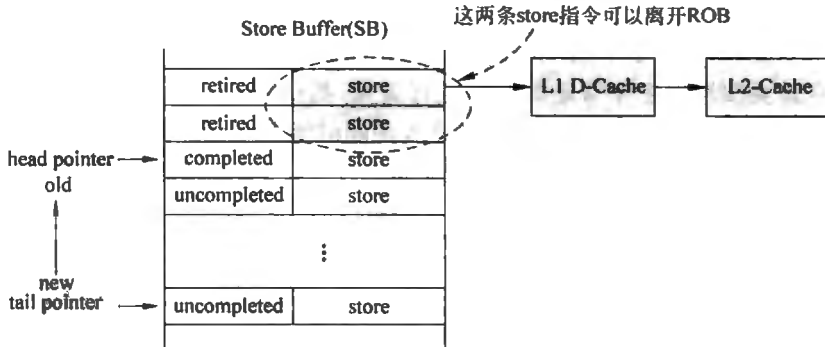 这两条store指令可以离开ROB
Store Buffer(SB)
retired store
retired store
L1 D-Cache
L2-Cache
head pointer
completed store
old
uncompleted store
⋮
new
tail pointer
uncompleted store